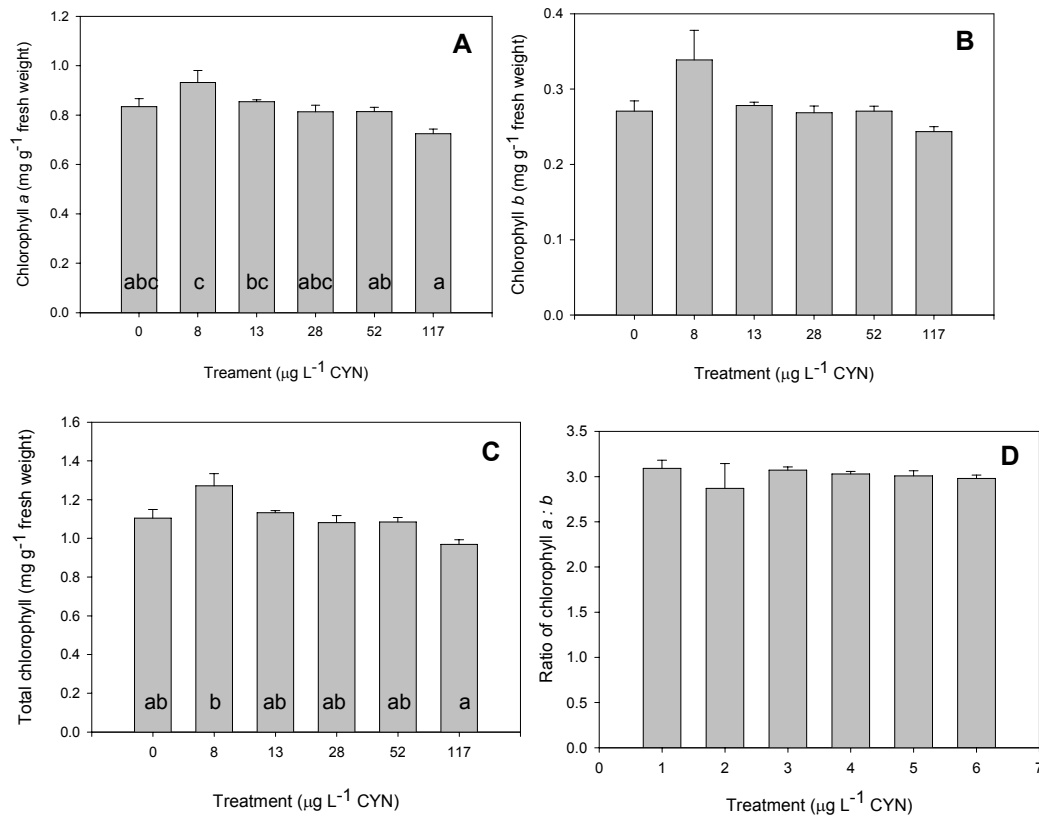 A
Chlorophyll a (mg g-1 fresh weight)
1.2
1.0
0.8
0.6
0.4
0.2
0.0
abc c bc abc ab a
0 8 13 28 52 117
Treament (µg L-1 CYN)
B
Chlorophyll b (mg g-1 fresh weight)
0.4
0.3
0.2
0.1
0.0
0 8 13 28 52 117
Treatment (µg L-1 CYN)
C
Total chlorophyll (mg g-1 fresh weight)
1.6
1.4
1.2
1.0
0.8
0.6
0.4
0.2
0.0
ab b ab ab ab a
0 8 13 28 52 117
Treatment (µg L-1 CYN)
D
Ratio of chlorophyll a : b
3.5
3.0
2.5
2.0
1.5
1.0
0.5
0.0
0 1 2 3 4 5 6 7
Treatment (µg L-1 CYN)